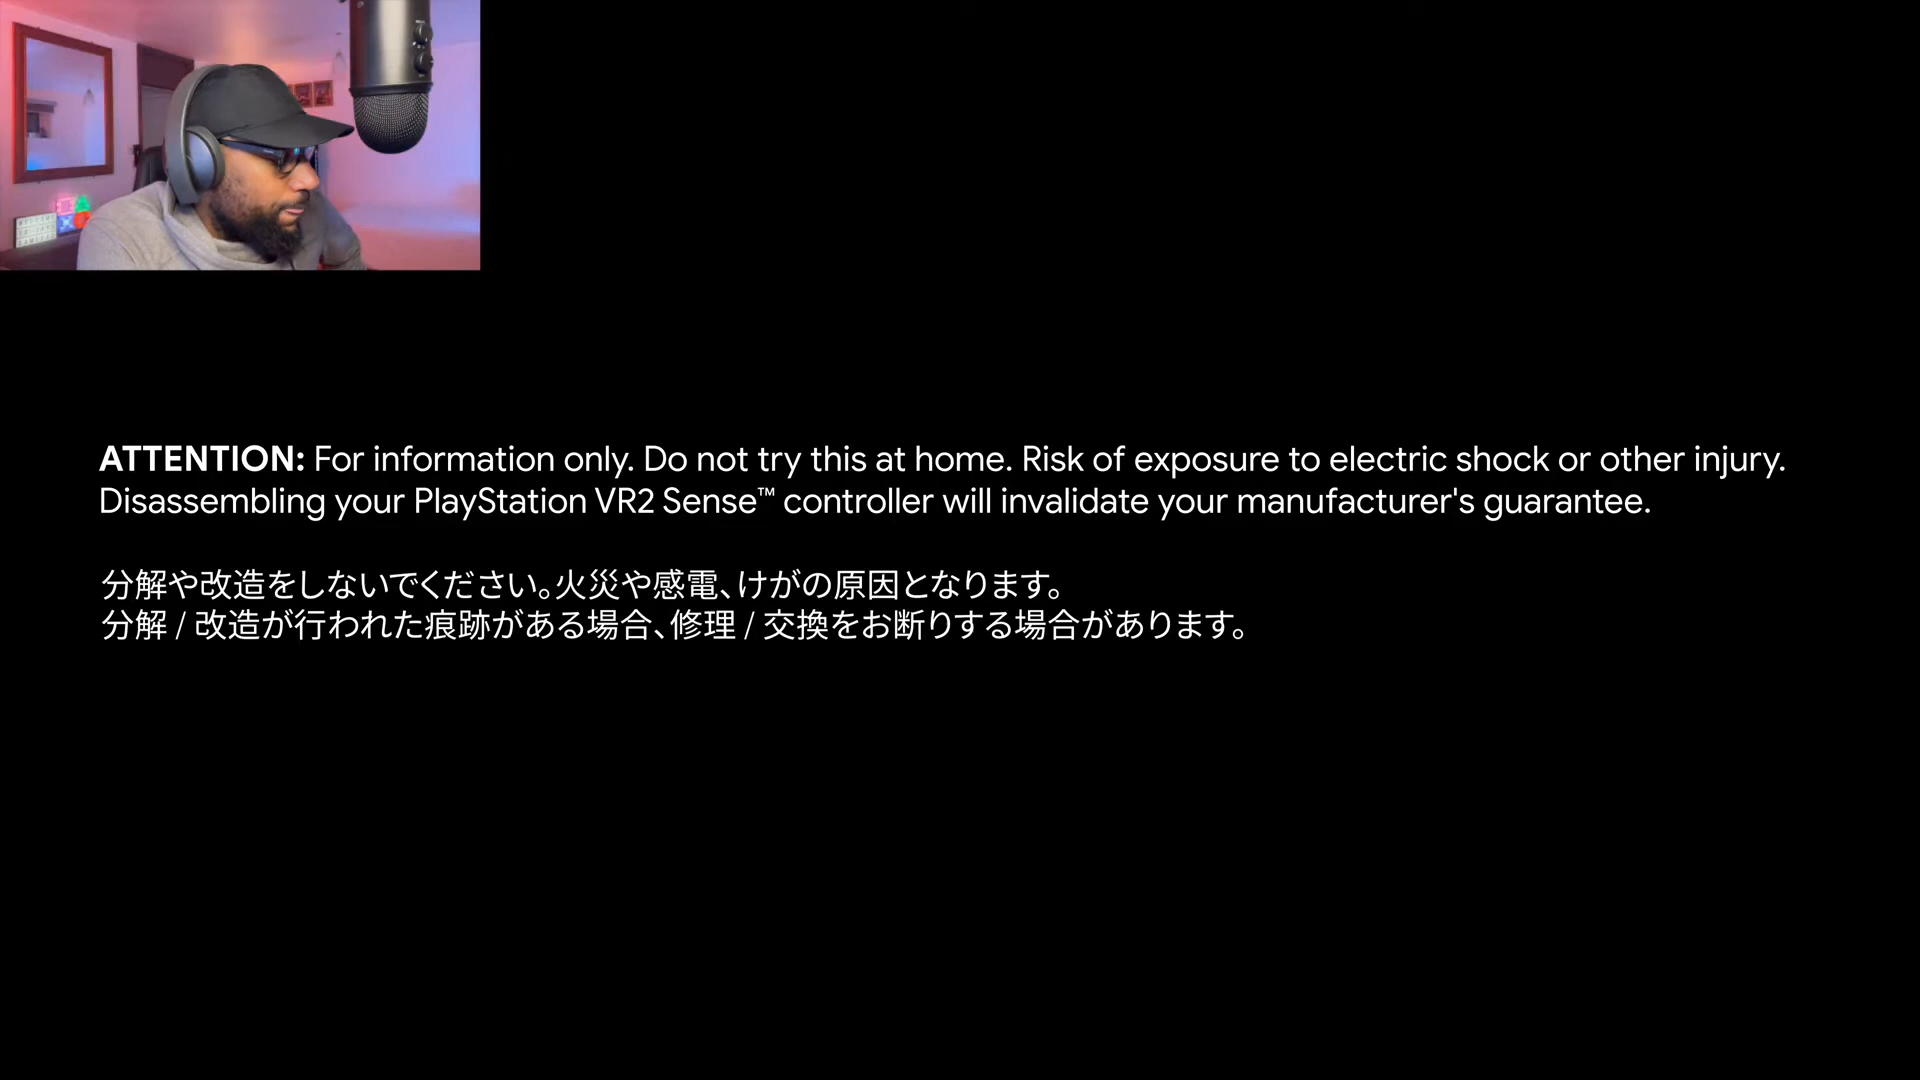 ATTENTION: For information only. Do not try this at home. Risk of exposure to electric shock or other injury.
Disassembling your PlayStation VR2 Sense™ controller will invalidate your manufacturer's guarantee.
分解や改造をしないでください。火災や感電、けがの原因となります。
分解 / 改造が行われた痕跡がある場合、修理 / 交換をお断りする場合があります。